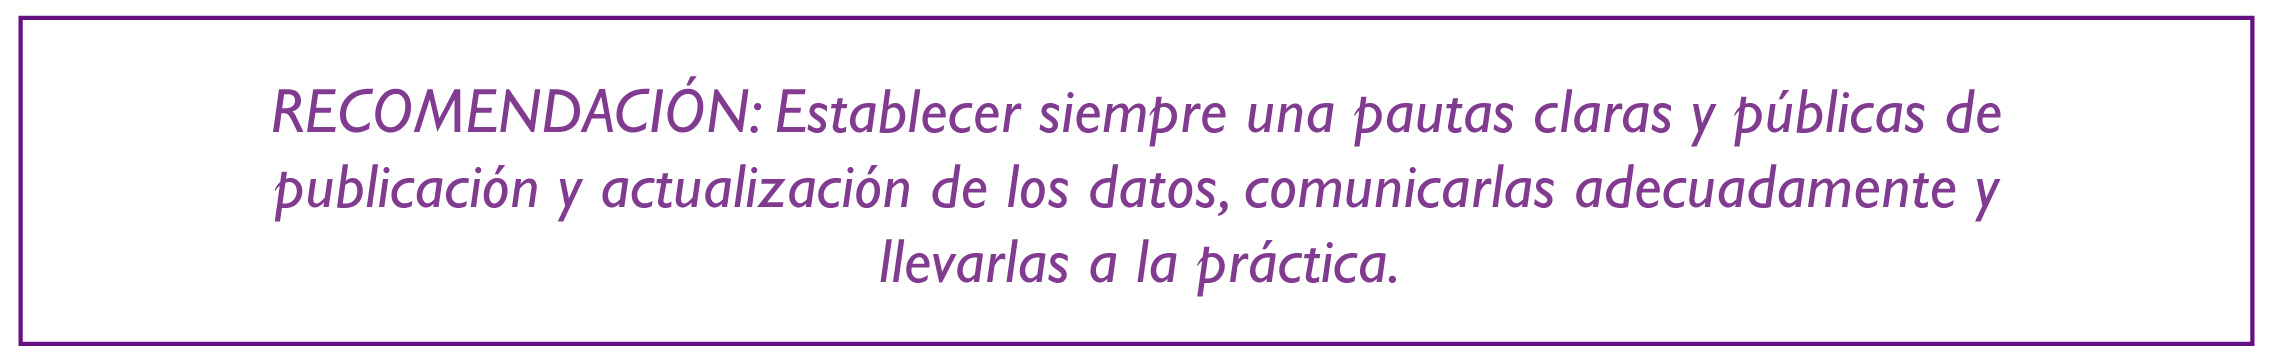 RECOMENDACIÓN: Establecer siempre una pautas claras y públicas de
publicación y actualización de los datos, comunicarlas adecuadamente y
llevarlas a la práctica.